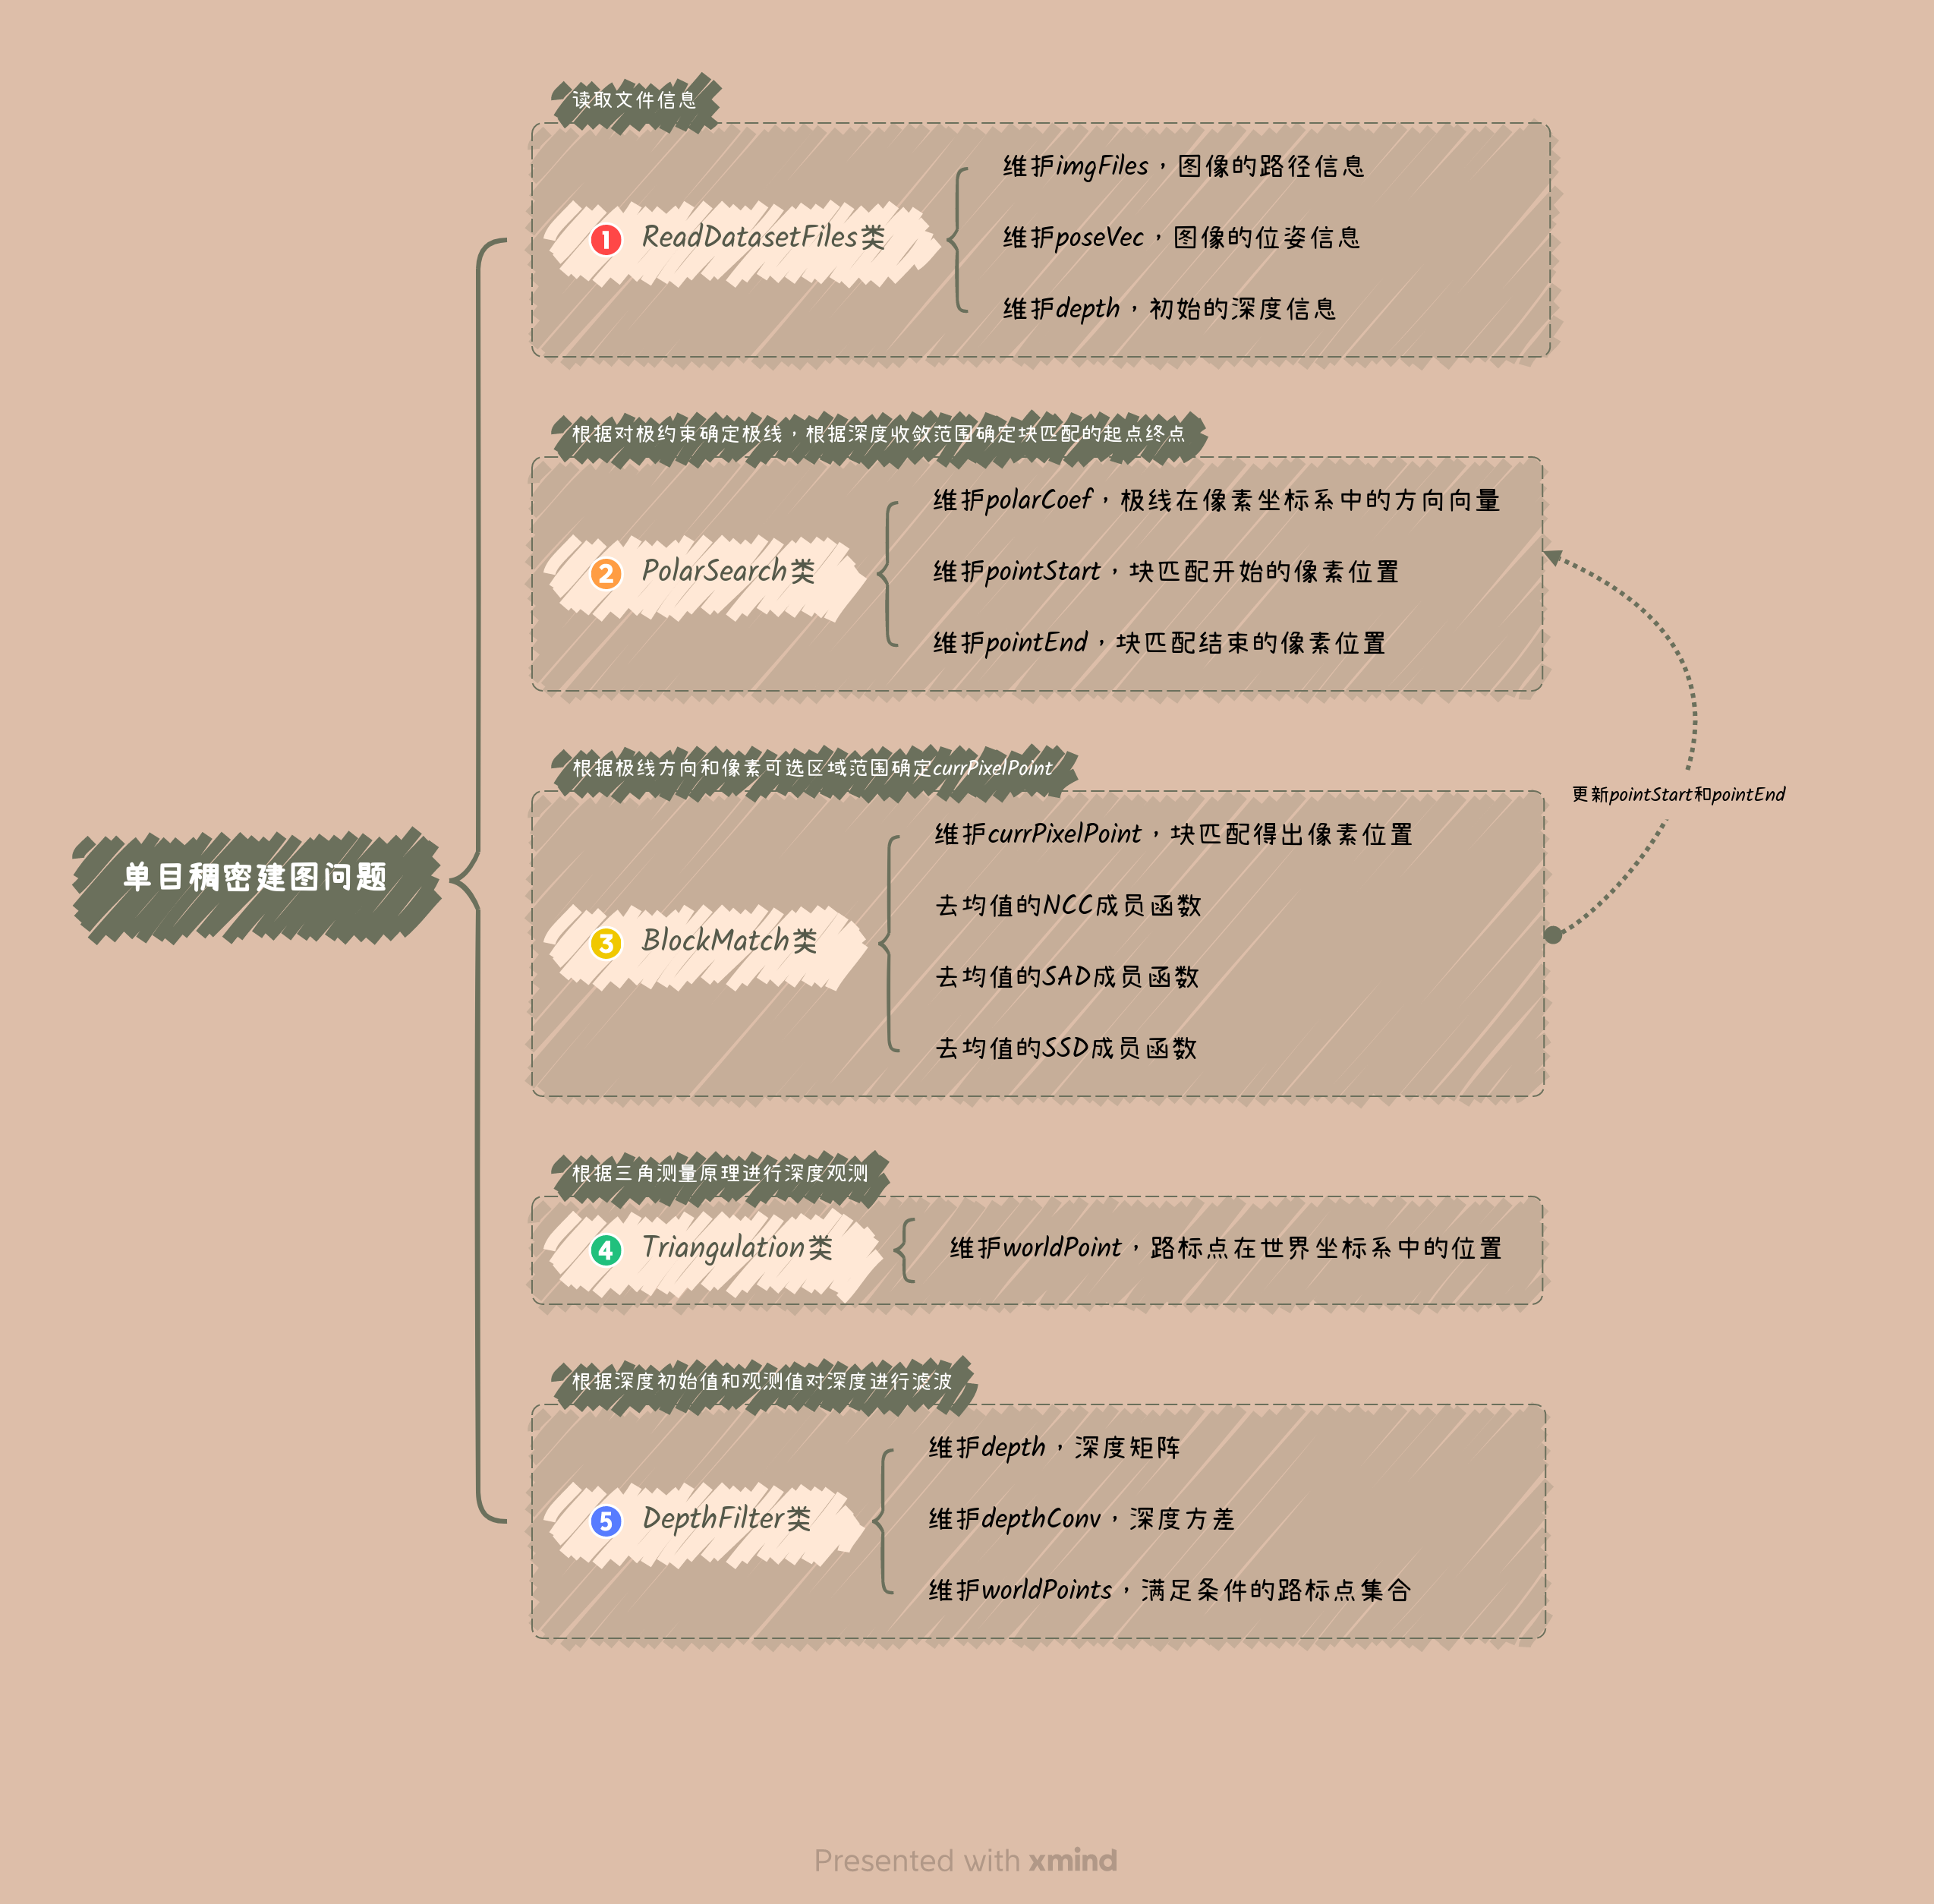 读取文件信息
维护imgFiles，图像的路径信息
1 ReadDatasetFiles类
维护poseVec，图像的位姿信息
维护depth，初始的深度信息
根据对极约束确定极线，根据深度收敛范围确定块匹配的起点终点
维护polarCoef，极线在像素坐标系中的方向向量
2 PolarSearch类
维护pointStart，块匹配开始的像素位置
维护pointEnd，块匹配结束的像素位置
根据极线方向和像素可选区域范围确定currPixelPoint
更新pointStart和pointEnd
维护currPixelPoint，块匹配得出像素位置
单目稠密建图问题
去均值的NCC成员函数
3 BlockMatch类
去均值的SAD成员函数
去均值的SSD成员函数
根据三角测量原理进行深度观测
4 Triangulation类
维护worldPoint，路标点在世界坐标系中的位置
根据深度初始值和观测值对深度进行滤波
维护depth，深度矩阵
5 DepthFilter类
维护depthConv，深度方差
维护worldPoints，满足条件的路标点集合
Presented with xmind